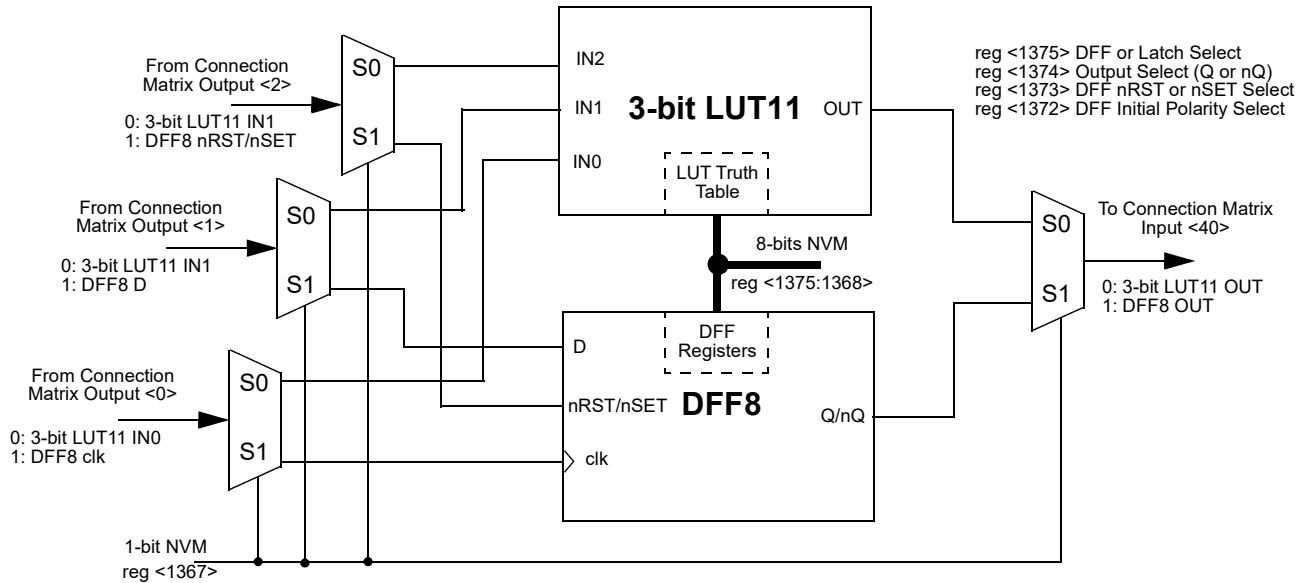 From Connection
Matrix Output <2>
0: 3-bit LUT11 IN1
1: DFF8 nRST/nSET
S0
S1
From Connection
Matrix Output <1>
0: 3-bit LUT11 IN1
1: DFF8 D
S0
S1
From Connection
Matrix Output <0>
0: 3-bit LUT11 IN0
1: DFF8 clk
S0
S1
1-bit NVM
reg <1367>
IN2
IN1
IN0
3-bit LUT11
OUT
LUT Truth
Table
8-bits NVM
reg <1375:1368>
DFF
Registers
D
nRST/nSET
clk
DFF8
Q/nQ
reg <1375> DFF or Latch Select
reg <1374> Output Select (Q or nQ)
reg <1373> DFF nRST or nSET Select
reg <1372> DFF Initial Polarity Select
S0
S1
To Connection Matrix
Input <40>
0: 3-bit LUT11 OUT
1: DFF8 OUT